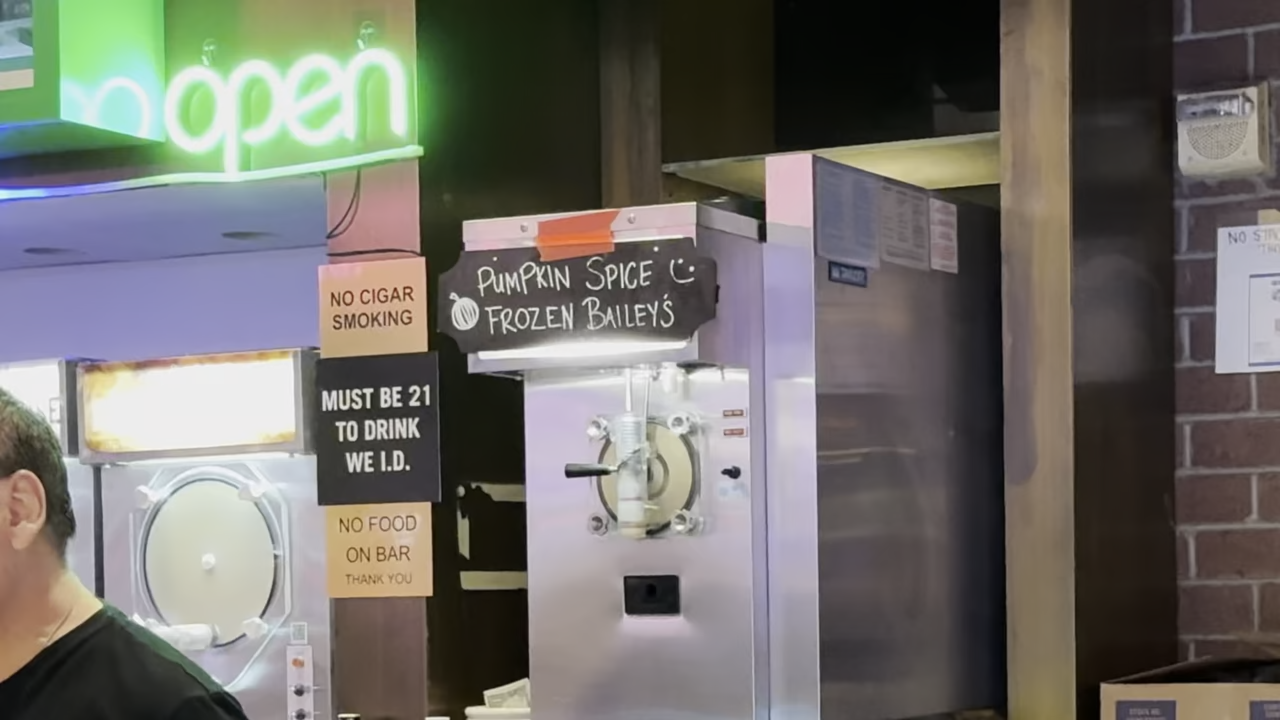 open
NO CIGAR
SMOKING
MUST BE 21
TO DRINK
WE I.D.
NO FOOD
ON BAR
THANK YOU
PUMPKIN SPICE
FROZEN BAILEY'S